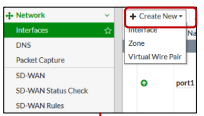 Network
Interfaces
DNS
Packet Capture
SD-WAN
SD-WAN Status Check
SD-WAN Rules
+ Create New
Interface
Zone
Virtual Wire Pair
Na
port1